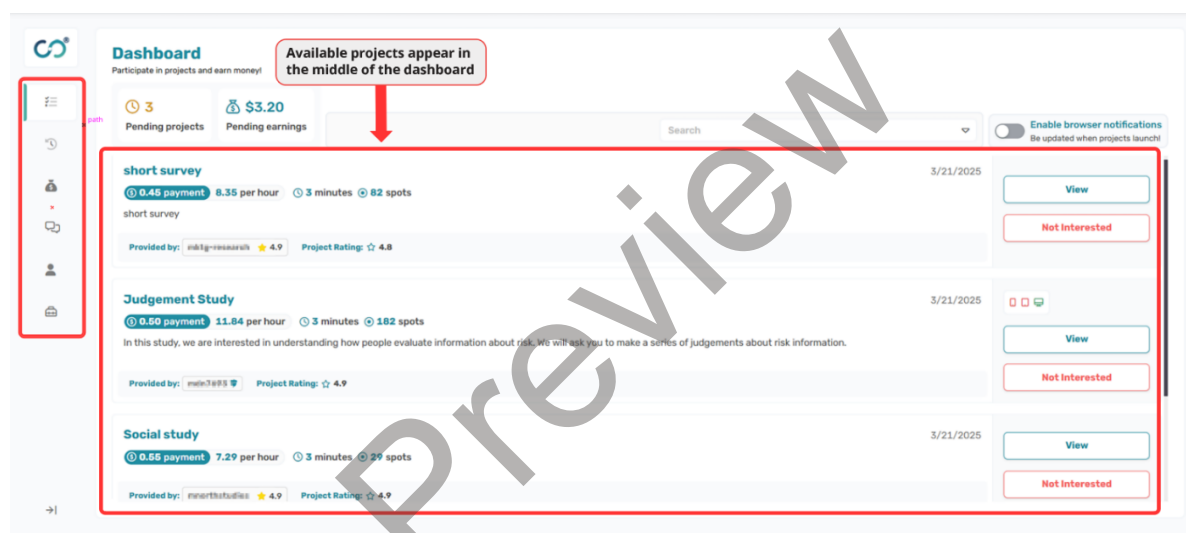 Dashboard
Participate in projects and earn money!
Available projects appear in
the middle of the dashboard
3
Pending projects
$3.20
Pending earnings
path
Search
Enable browser notifications
Be updated when projects launch!
short survey
3/21/2025
0.45 payment 8.35 per hour 3 minutes 82 spots
View
short survey
Not Interested
Provided by: 4.9 Project Rating: 4.8
Judgement Study
3/21/2025
0.50 payment 11.84 per hour 3 minutes 182 spots
In this study, we are interested in understanding how people evaluate information about risk. We will ask you to make a series of judgements about risk information.
View
Provided by: Project Rating: 4.9
Not Interested
Social study
3/21/2025
0.55 payment 7.29 per hour 3 minutes 29 spots
View
Provided by: 4.9 Project Rating: 4.9
Not Interested
Preview